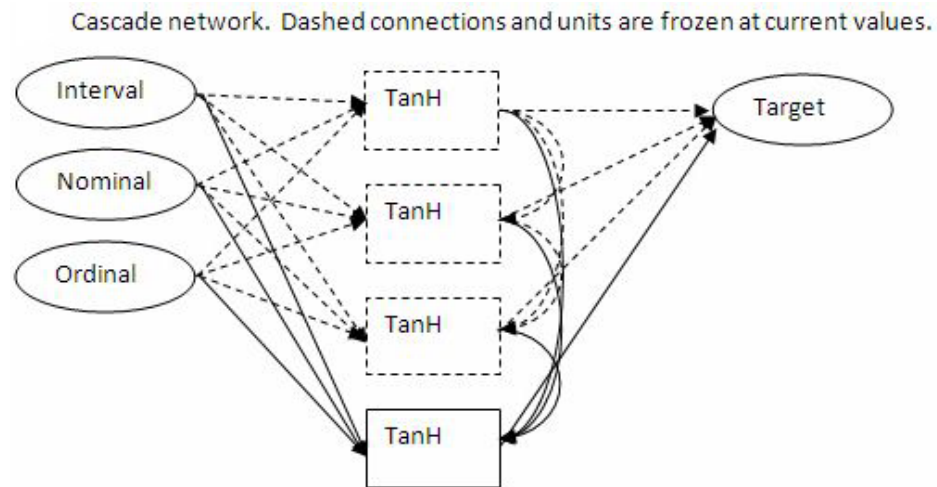 Cascade network.  Dashed connections and units are frozen at current values.
Interval
TanH
Target
Nominal
TanH
Ordinal
TanH
TanH